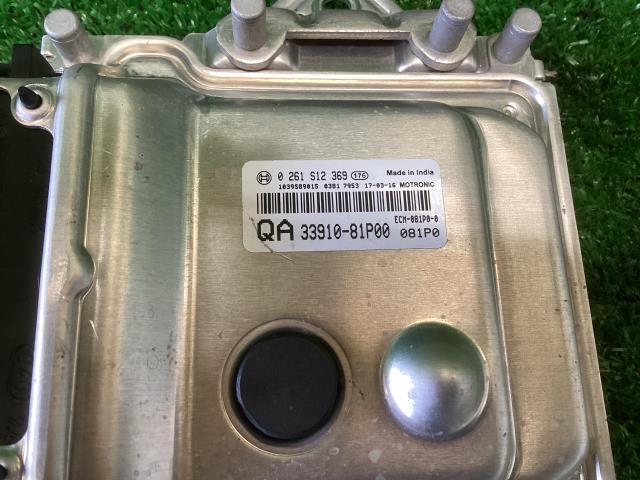 0 261 S12 369 176 Made in India
1039S89015 0381 7953 17-03-16 MOTRONIC
ECM-081P0-0
QA 33910-81P00 081P0